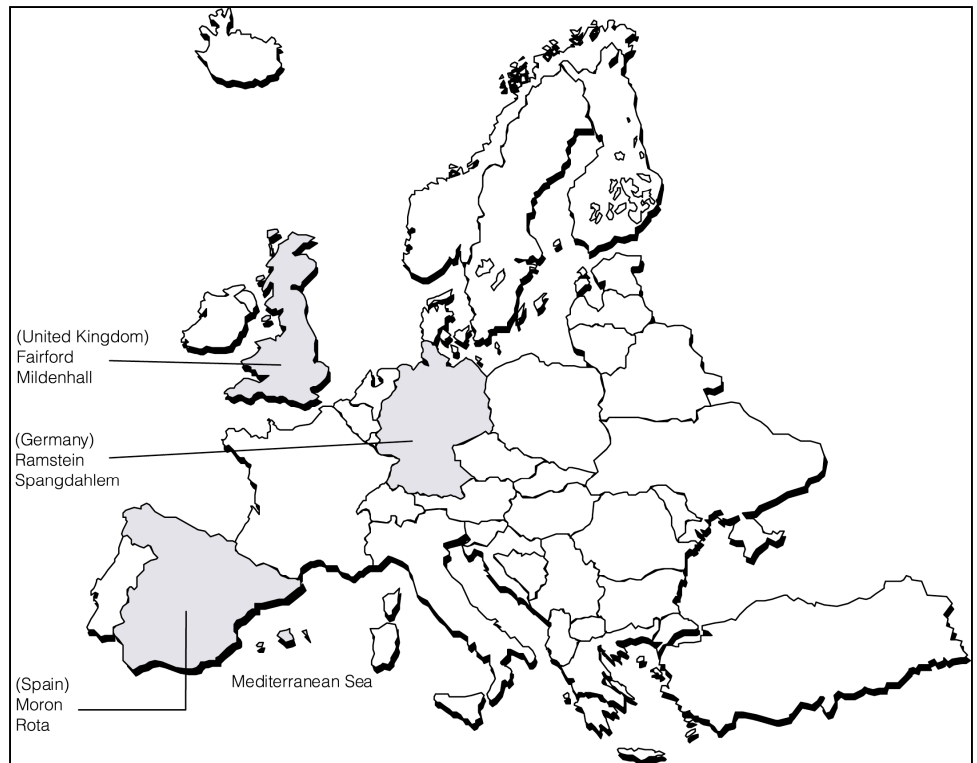 (United Kingdom)
Fairford
Mildenhall
(Germany)
Ramstein
Spangdahlem
(Spain)
Moron
Rota
Mediterranean Sea